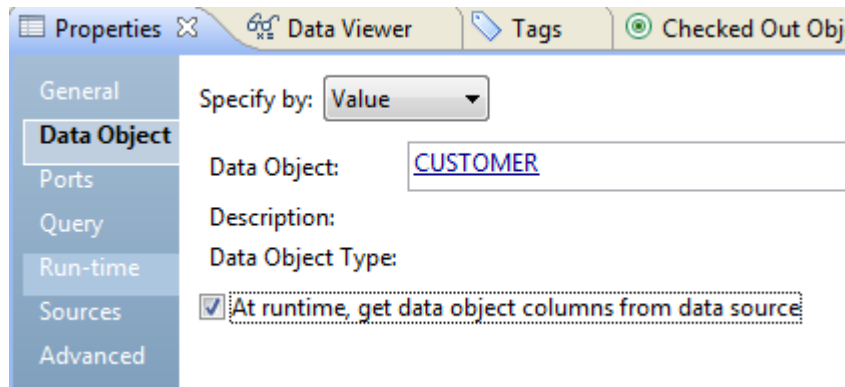 Properties Data Viewer Tags Checked Out Obj
General
Specify by: Value
Data Object
Data Object: CUSTOMER
Ports
Description:
Query
Data Object Type:
Run-time
At runtime, get data object columns from data source
Sources
Advanced